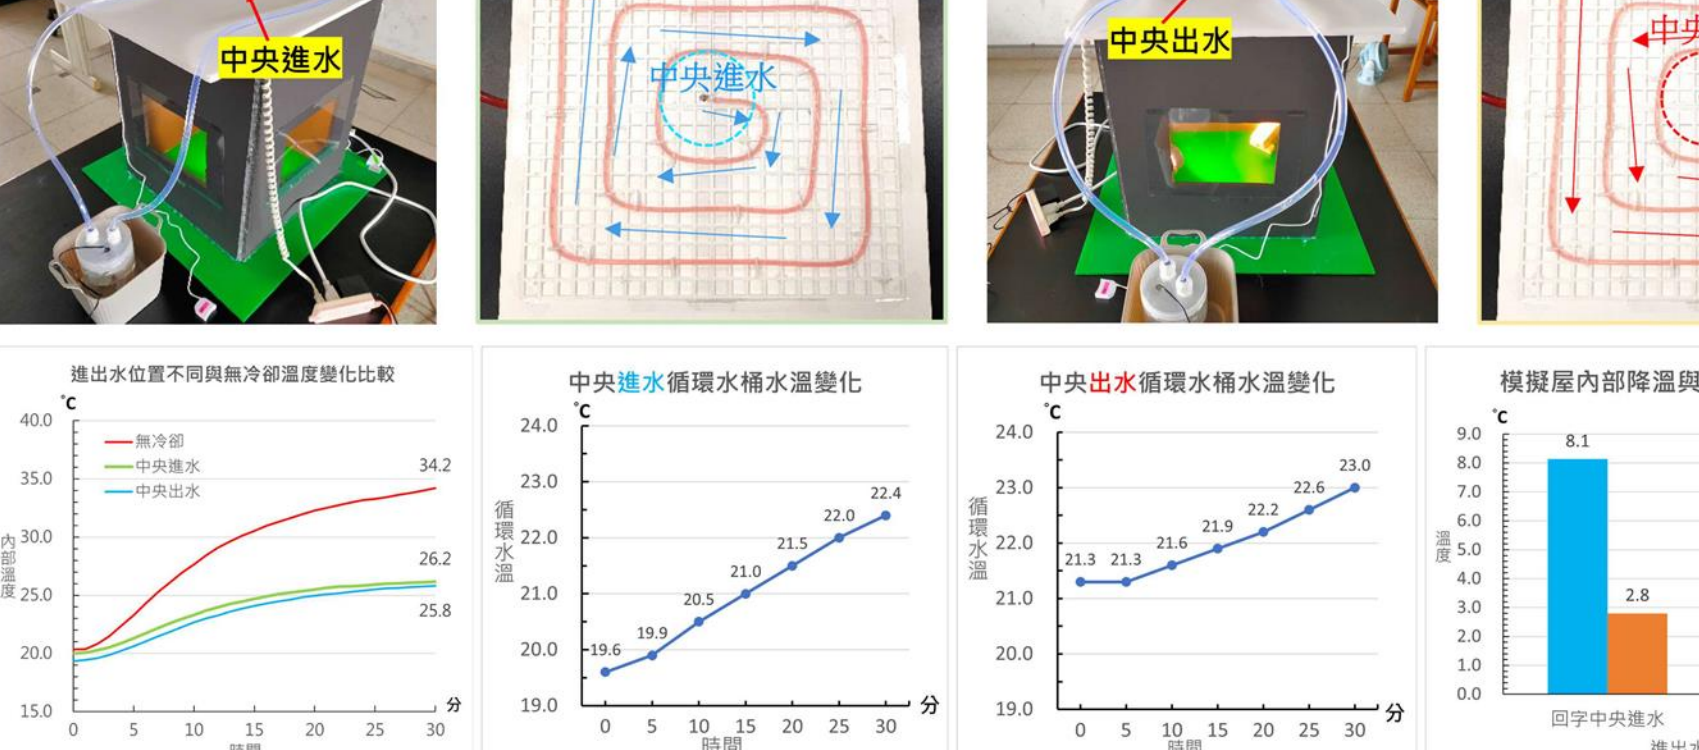 中央進水
中央進水
中央出水
進出水位置不同與無冷卻溫度變化比較
°C
40.0
35.0
30.0
25.0
20.0
15.0
內部溫度
無冷卻
中央進水
中央出水
34.2
26.2
25.8
0 5 10 15 20 25 30
分
時間
中央進水循環水桶水溫變化
°C
24.0
23.0
22.0
21.0
20.0
19.0
循環水溫
19.6
19.9
20.5
21.0
21.5
22.0
22.4
0 5 10 15 20 25 30
分
時間
中央出水循環水桶水溫變化
°C
24.0
23.0
22.0
21.0
20.0
19.0
循環水溫
21.3
21.3
21.6
21.9
22.2
22.6
23.0
0 5 10 15 20 25 30
分
時間
模擬屋內部降溫與
°C
9.0
8.0
7.0
6.0
5.0
4.0
3.0
2.0
1.0
0.0
溫度
8.1
2.8
回字中央進水
進出水